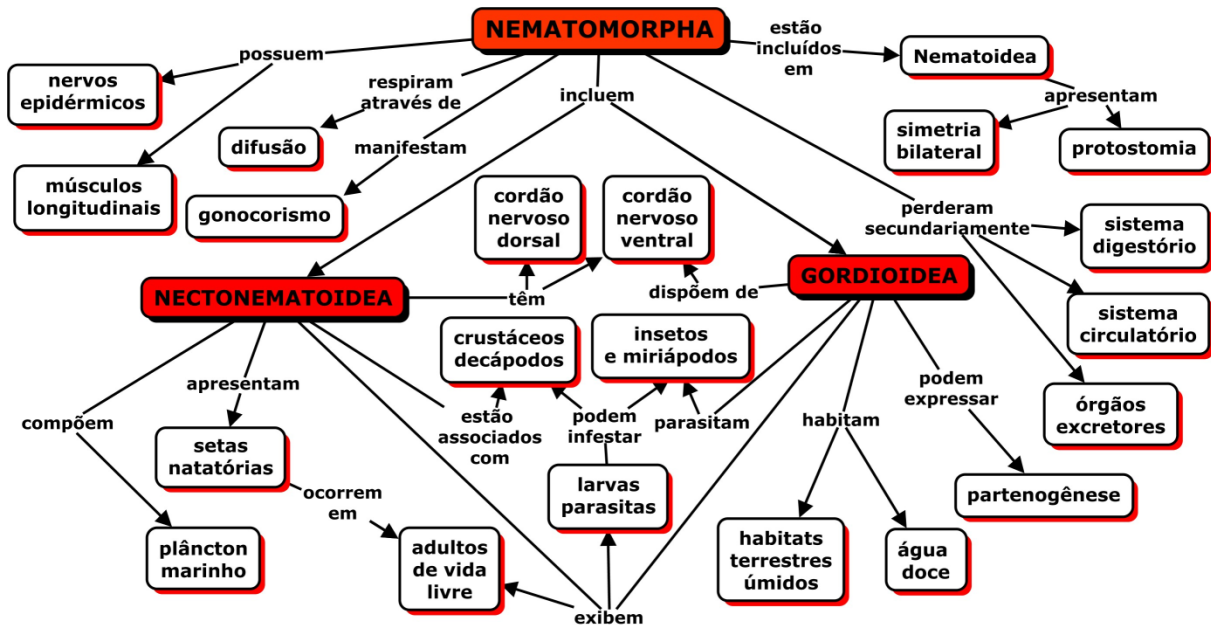 NEMATOMORPHA
estão
incluídos
em
Nematoidea
possuem
nervos
epidérmicos
respiram
através de
incluem
apresentam
difusão
manifestam
simetria
bilateral
protostomia
músculos
longitudinais
gonocorismo
cordão
nervoso
dorsal
cordão
nervoso
ventral
perderam
secundariamente
sistema
digestório
NECTONEMATOIDEA
têm
dispõem de
GORDIOIDEA
sistema
circulatório
crustáceos
decápodos
insetos
e miriápodos
apresentam
podem
expressar
compõem
estão
associados
com
podem
infestar
parasitam
habitam
órgãos
excretores
setas
natatórias
ocorrem
em
larvas
parasitas
partenogênese
plâncton
marinho
adultos
de vida
livre
exibem
habitats
terrestres
úmidos
água
doce